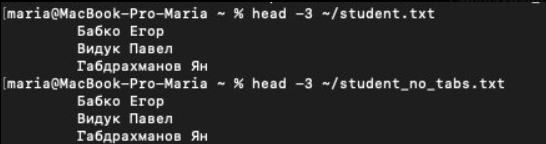 [maria@MacBook-Pro-Maria ~ % head -3 ~/student.txt
Бабко Егор
Видук Павел
Габдрахманов Ян
[maria@MacBook-Pro-Maria ~ % head -3 ~/student_no_tabs.txt
Бабко Егор
Видук Павел
Габдрахманов Ян